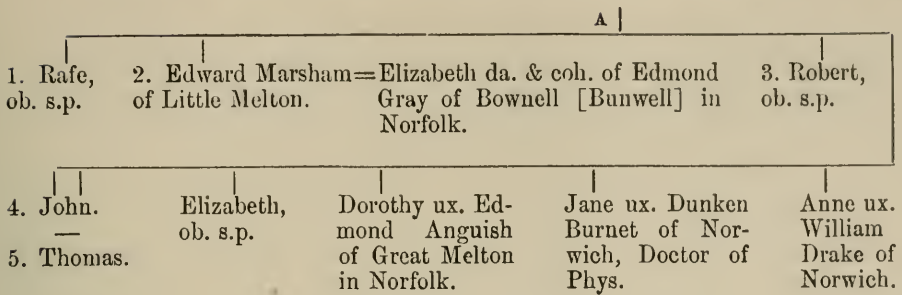 A
1. Rafe,
ob. s.p.
2. Edward Marsham=Elizabeth da. & coh. of Edmond
of Little Melton.
Gray of Bownell [Bunwell] in
Norfolk.
3. Robert,
ob. s.p.
4. John.
—
5. Thomas.
Elizabeth,
ob. s.p.
Dorothy ux. Ed-
mond Anguish
of Great Melton
in Norfolk.
Jane ux. Dunken
Burnet of Nor-
wich, Doctor of
Phys.
Anne ux.
William
Drake of
Norwich.